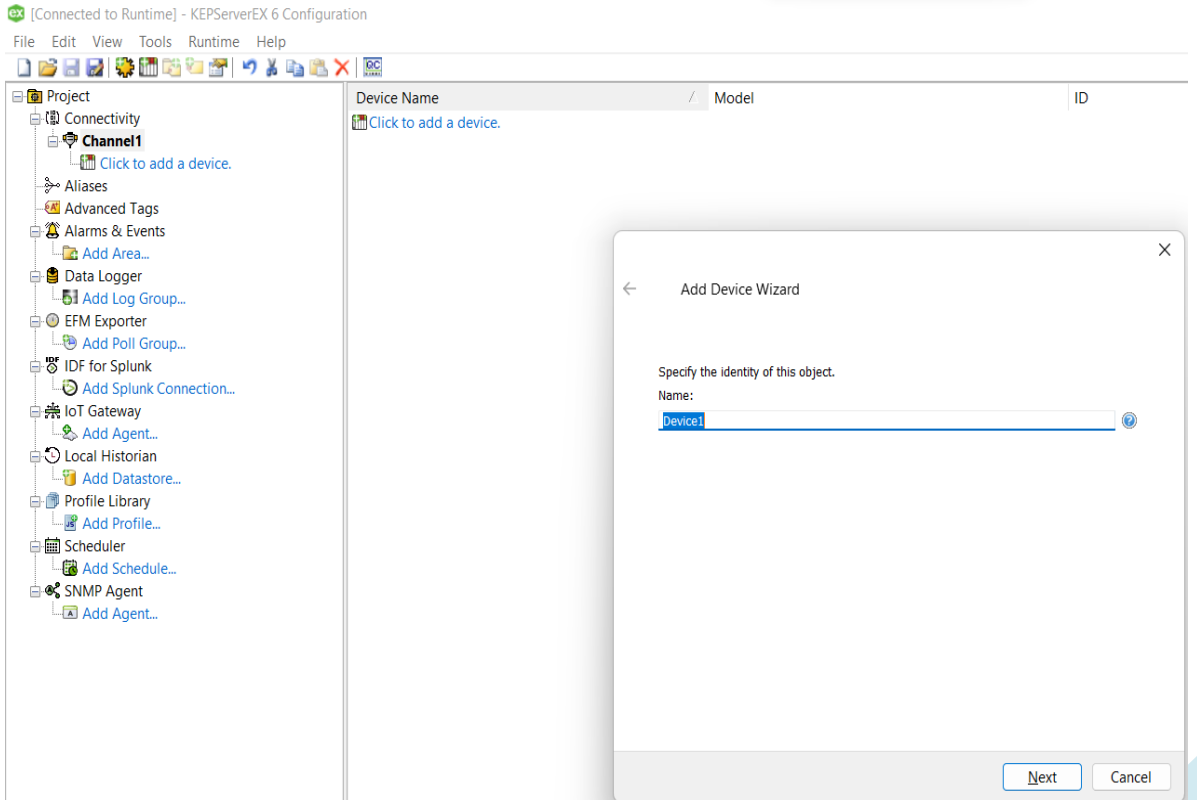 ex [Connected to Runtime] - KEPServerEX 6 Configuration
File Edit View Tools Runtime Help
QC
Project
Connectivity
Channel1
Click to add a device.
Aliases
Advanced Tags
Alarms & Events
Add Area...
Data Logger
Add Log Group...
EFM Exporter
Add Poll Group...
IDF for Splunk
Add Splunk Connection...
IoT Gateway
Add Agent...
Local Historian
Add Datastore...
Profile Library
Add Profile...
Scheduler
Add Schedule...
SNMP Agent
Add Agent...
Device Name Model ID
Click to add a device.
Add Device Wizard
Specify the identity of this object.
Name:
Device1
Next Cancel